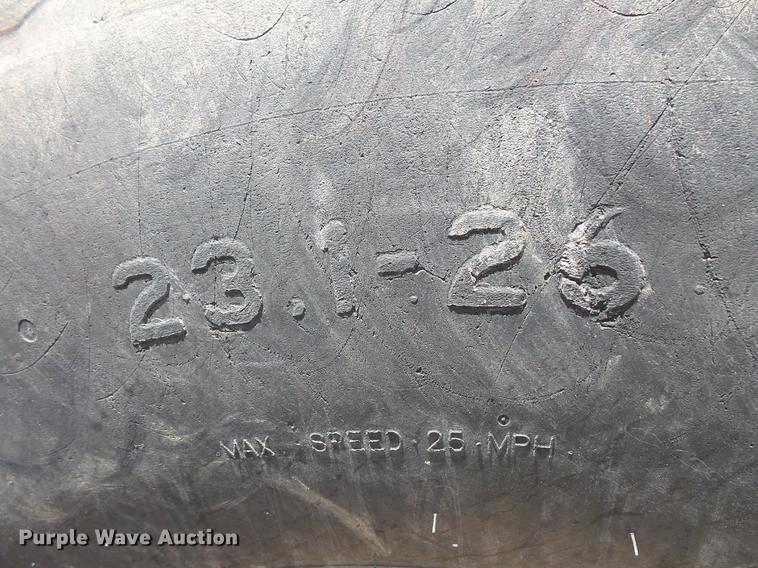 23.1-26
MAX SPEED 25 MPH
Purple Wave Auction